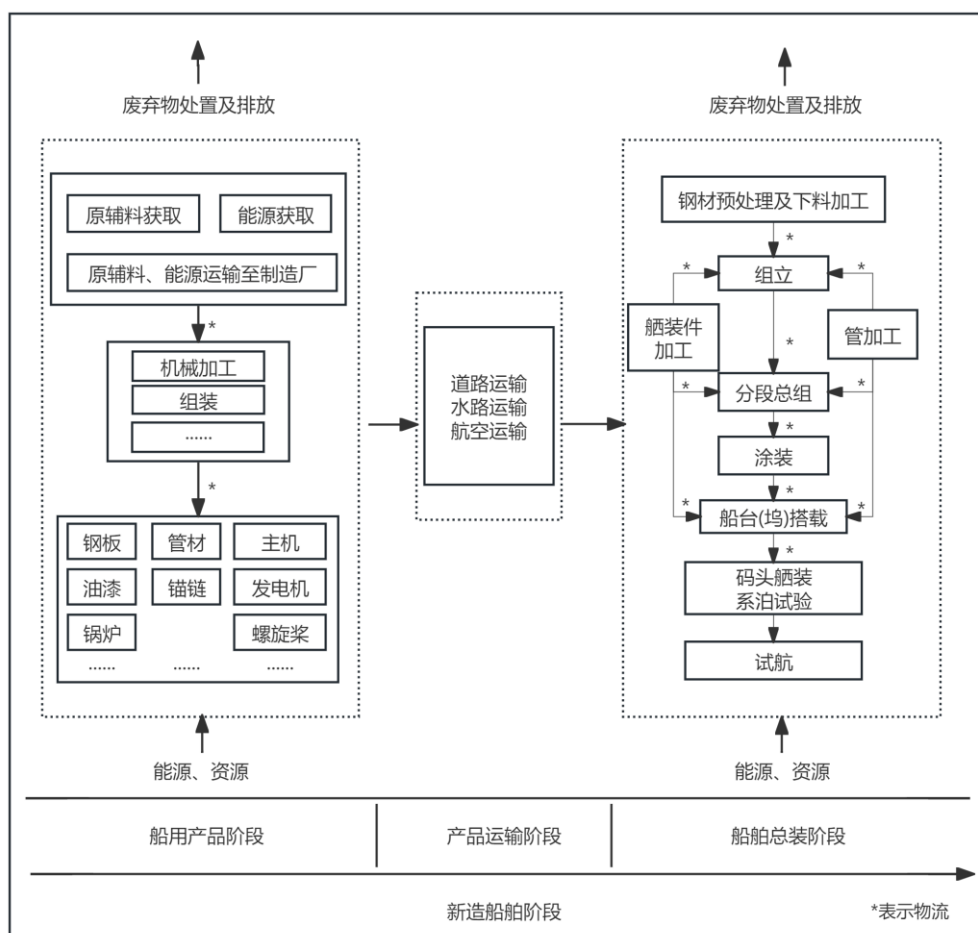 废弃物处置及排放
原辅料获取
能源获取
原辅料、能源运输至制造厂
*
机械加工
组装
……
*
钢板
管材
主机
油漆
锚链
发电机
锅炉
螺旋桨
……
……
……
能源、资源
道路运输
水路运输
航空运输
废弃物处置及排放
钢材预处理及下料加工
*
*
组立
*
舾装件
加工
*
管加工
*
分段总组
*
*
涂装
*
*
船台(坞)搭载
*
*
码头舾装
系泊试验
试航
能源、资源
船用产品阶段
产品运输阶段
船舶总装阶段
新造船舶阶段
*表示物流